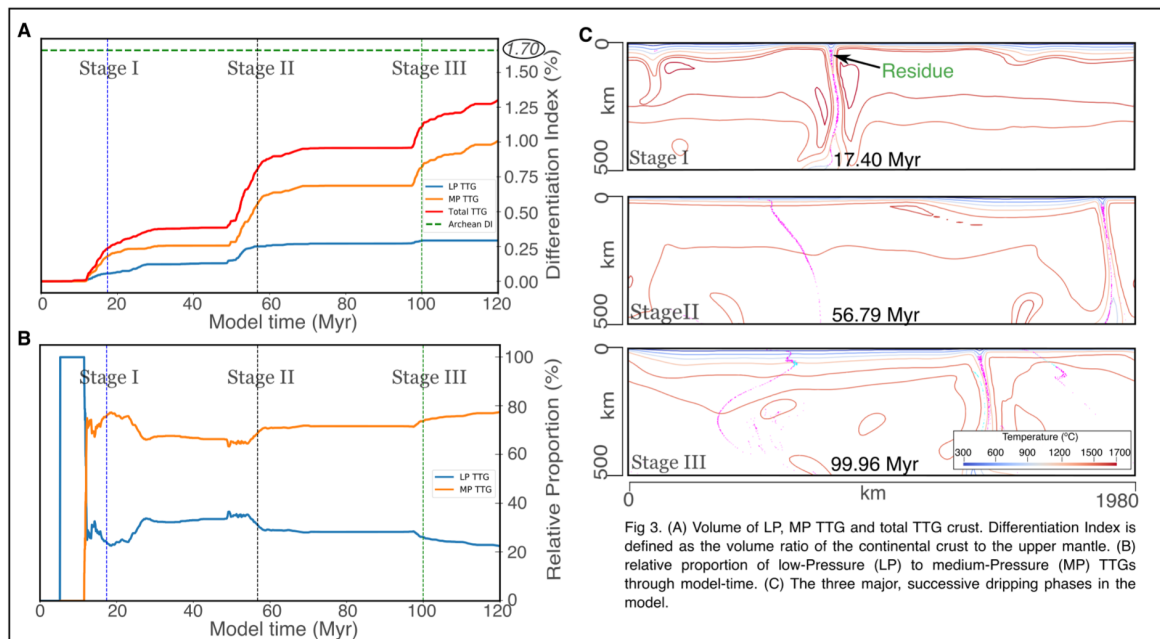 A
1.70
Stage I
Stage II
Stage III
1.50
1.25
1.00
0.75
0.50
0.25
0.00
Differentiation Index (%)
LP TTG
MP TTG
Total TTG
Archean DI
0
20
40
60
80
100
120
Model time (Myr)
B
Stage I
Stage II
Stage III
100
80
60
40
20
0
Relative Proportion (%)
LP TTG
MP TTG
0
20
40
60
80
100
120
Model time (Myr)
C
0
km
500
Residue
Stage I
17.40 Myr
0
km
500
StageII
56.79 Myr
0
km
500
Stage III
99.96 Myr
Temperature (°C)
300 600 900 1200 1500 1700
0
km
1980
Fig 3. (A) Volume of LP, MP TTG and total TTG crust. Differentiation Index is
defined as the volume ratio of the continental crust to the upper mantle. (B)
relative proportion of low-Pressure (LP) to medium-Pressure (MP) TTGs
through model-time. (C) The three major, successive dripping phases in the
model.